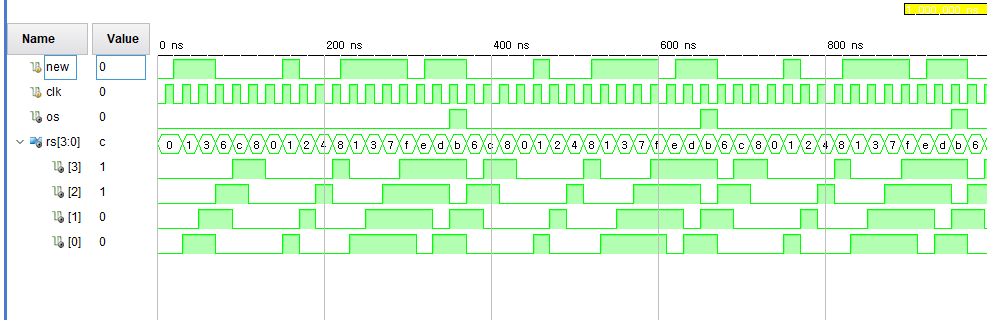 Name Value
0 ns 200 ns 400 ns 600 ns 800 ns
new 0
clk 0
os 0
rs[3:0] c 0 1 3 6 c 8 0 1 2 4 8 1 3 7 f e d b 6 c 8 0 1 2 4 8 1 3 7 f e d b 6 c 8 0 1 2 4 8 1 3 7 f e d b 6
[3] 1
[2] 1
[1] 0
[0] 0